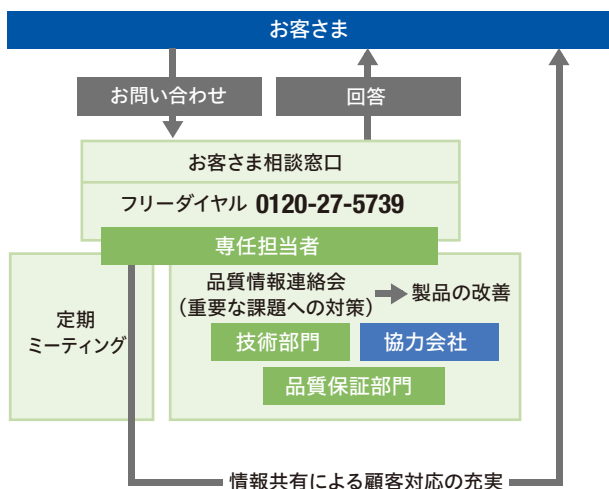 お客さま
お問い合わせ
回答
お客さま相談窓口
フリーダイヤル 0120-27-5739
専任担当者
定期
ミーティング
品質情報連絡会
(重要な課題への対策)
製品の改善
技術部門
協力会社
品質保証部門
情報共有による顧客対応の充実